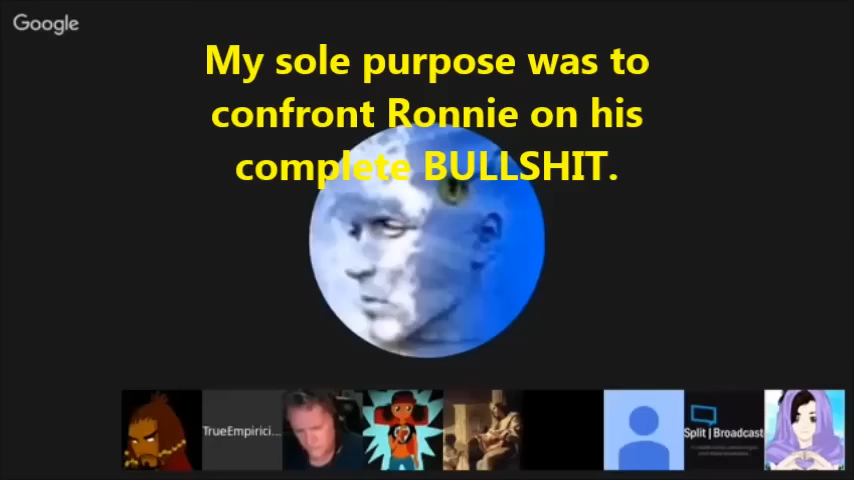 Google
My sole purpose was to
confront Ronnie on his
complete BULLSHIT.
TrueEmpirici...
Split | Broadcast